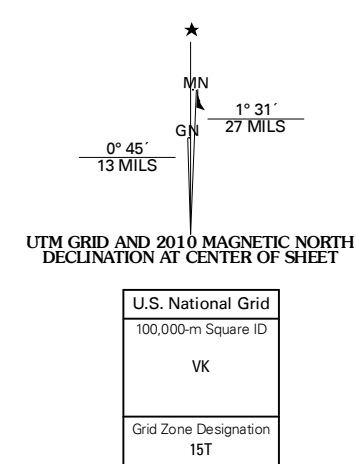 MN
1° 31´
27 MILS
GN
0° 45´
13 MILS
UTM GRID AND 2010 MAGNETIC NORTH
DECLINATION AT CENTER OF SHEET
U.S. National Grid
100,000-m Square ID
VK
Grid Zone Designation
15T